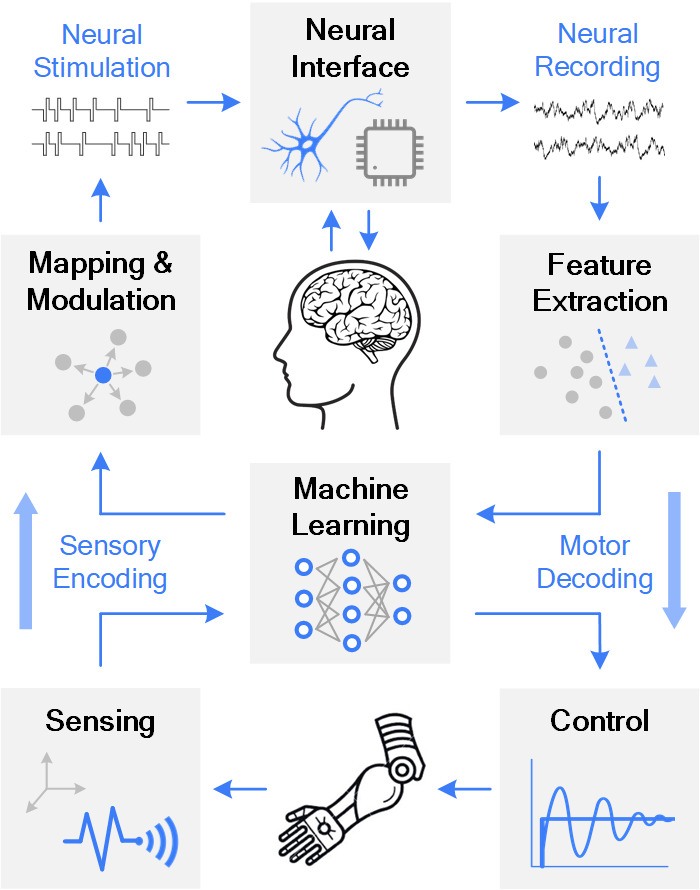 Neural
Stimulation
Neural
Interface
Neural
Recording
Mapping &
Modulation
Feature
Extraction
Machine
Learning
Sensory
Encoding
Motor
Decoding
Sensing
Control